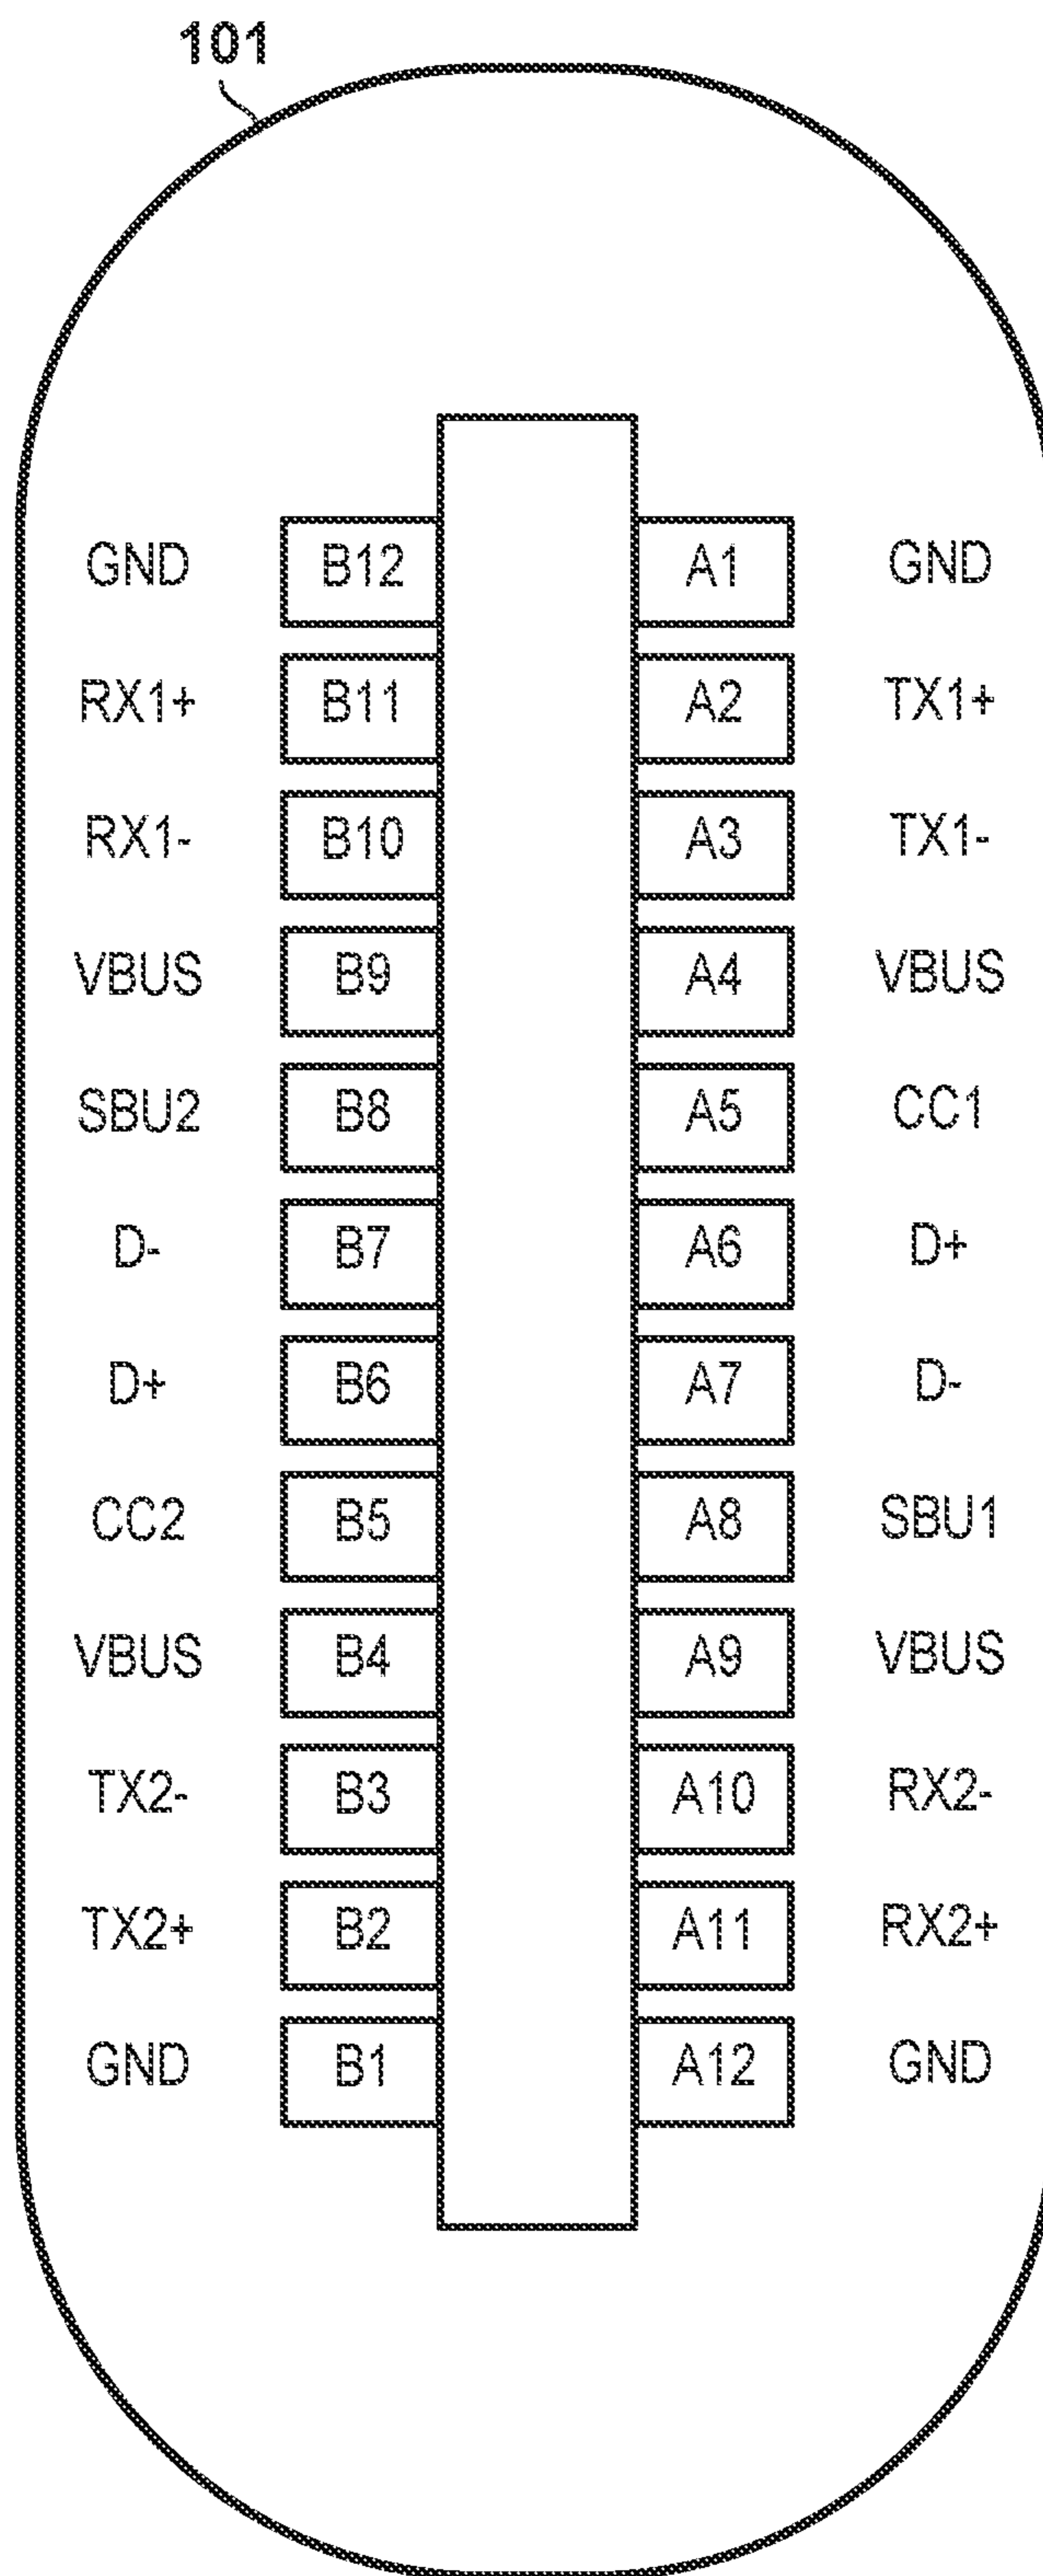 101
GND B12 A1 GND
RX1+ B11 A2 TX1+
RX1- B10 A3 TX1-
VBUS B9 A4 VBUS
SBU2 B8 A5 CC1
D- B7 A6 D+
D+ B6 A7 D-
CC2 B5 A8 SBU1
VBUS B4 A9 VBUS
TX2- B3 A10 RX2-
TX2+ B2 A11 RX2+
GND B1 A12 GND